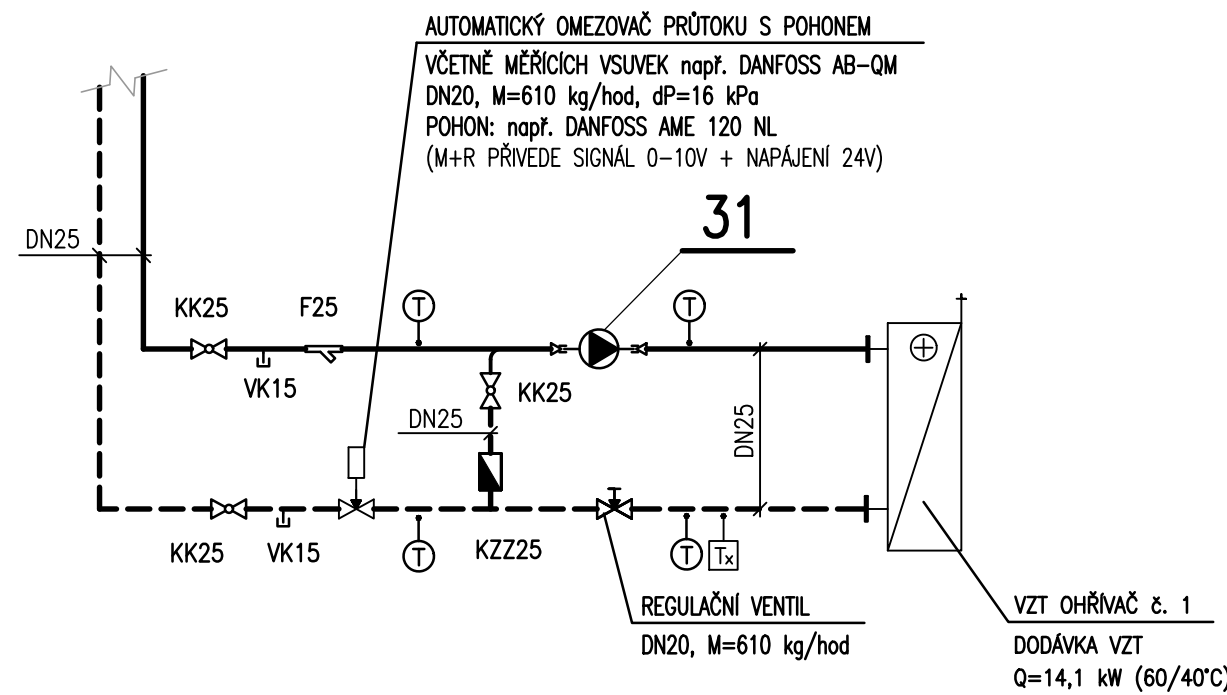 AUTOMATICKÝ OMEZOVAČ PRŮTOKU S POHONEM
VČETNĚ MĚŘÍCÍCH VSUVEK např. DANFOSS AB-QM
DN20, M=610 kg/hod, dP=16 kPa
POHON: např. DANFOSS AME 120 NL
(M+R PŘIVEDE SIGNÁL 0-10V + NAPÁJENÍ 24V)
31
DN25
KK25
F25
T
T
VK15
KK25
DN25
DN25
KK25
VK15
T
KZZ25
T
Tx
REGULAČNÍ VENTIL
DN20, M=610 kg/hod
VZT OHŘÍVAČ č. 1
DODÁVKA VZT
Q=14,1 kW (60/40°C)